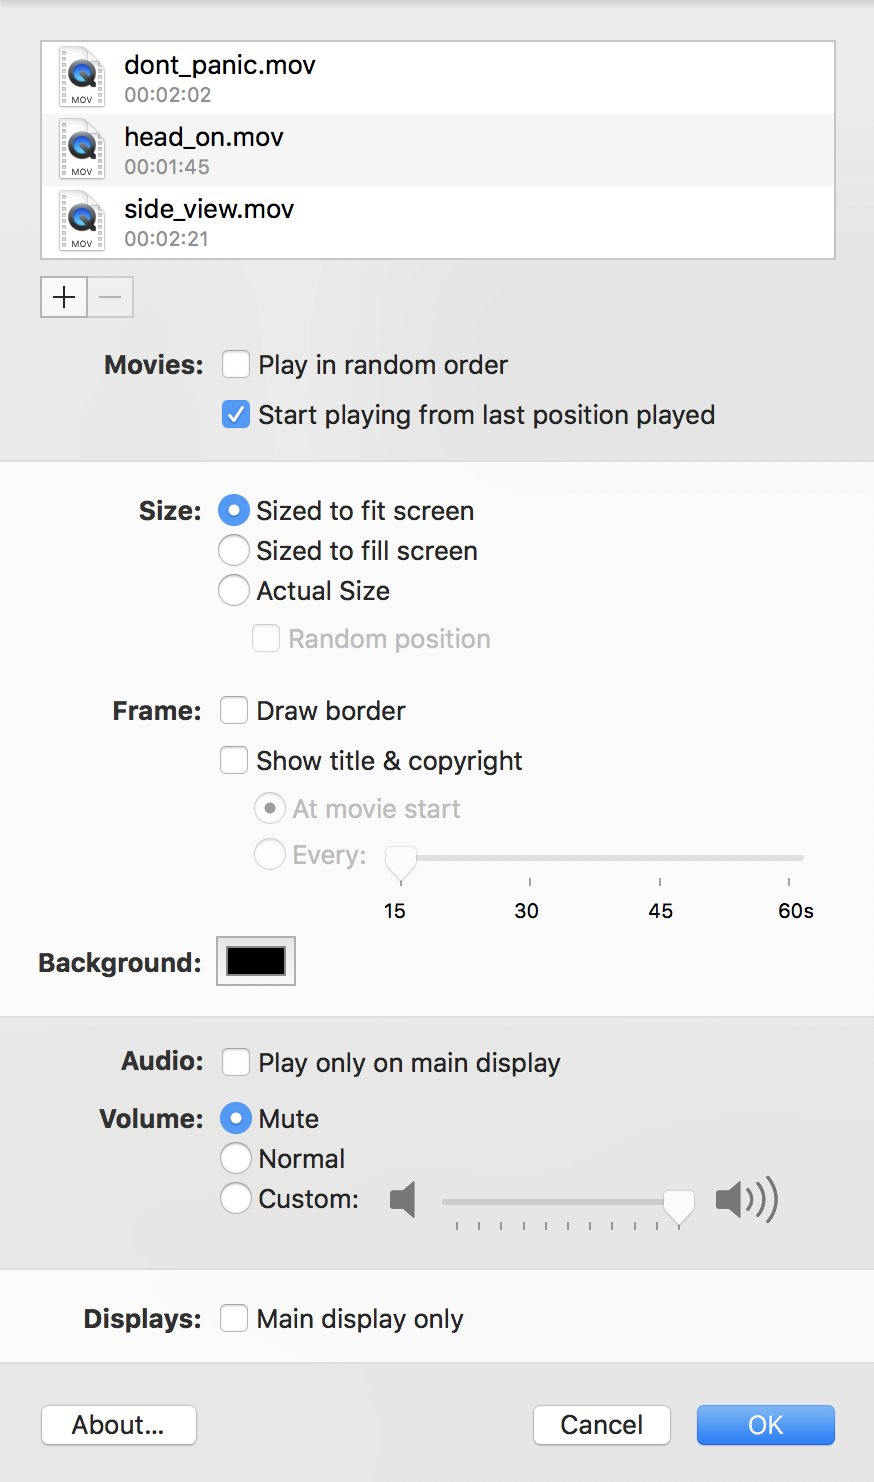 dont_panic.mov
00:02:02
MOV
head_on.mov
00:01:45
MOV
side_view.mov
00:02:21
MOV
Movies: Play in random order
Start playing from last position played
Size: Sized to fit screen
Sized to fill screen
Actual Size
Random position
Frame: Draw border
Show title & copyright
At movie start
Every:
15 30 45 60s
Background:
Audio: Play only on main display
Volume: Mute
Normal
Custom:
Displays: Main display only
About... Cancel OK